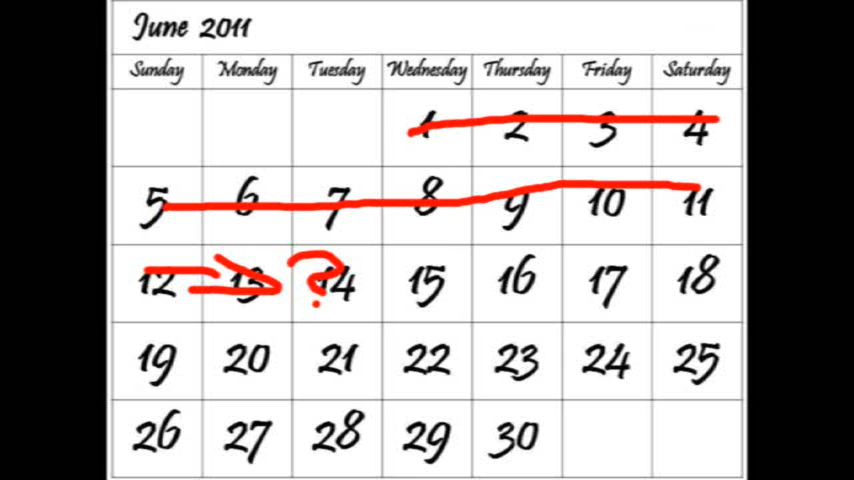 June 2011
Sunday Monday Tuesday Wednesday Thursday Friday Saturday
1 2 3 4
5 6 7 8 9 10 11
12 13 ? 14 15 16 17 18
19 20 21 22 23 24 25
26 27 28 29 30